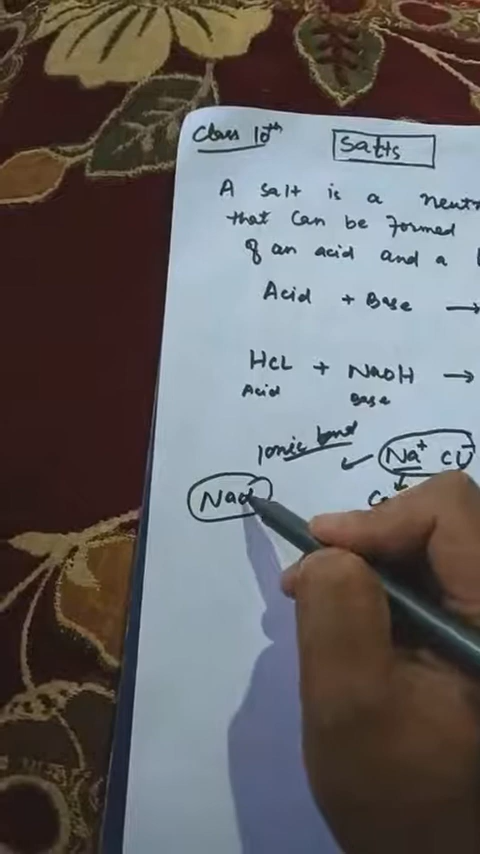 Class 10th
Salts
A salt is a neutr
that can be formed
of an acid and a
Acid + Base →
HCL + NaOH →
Acid Base
Ionic bond
Na+ Cl-
NaCl